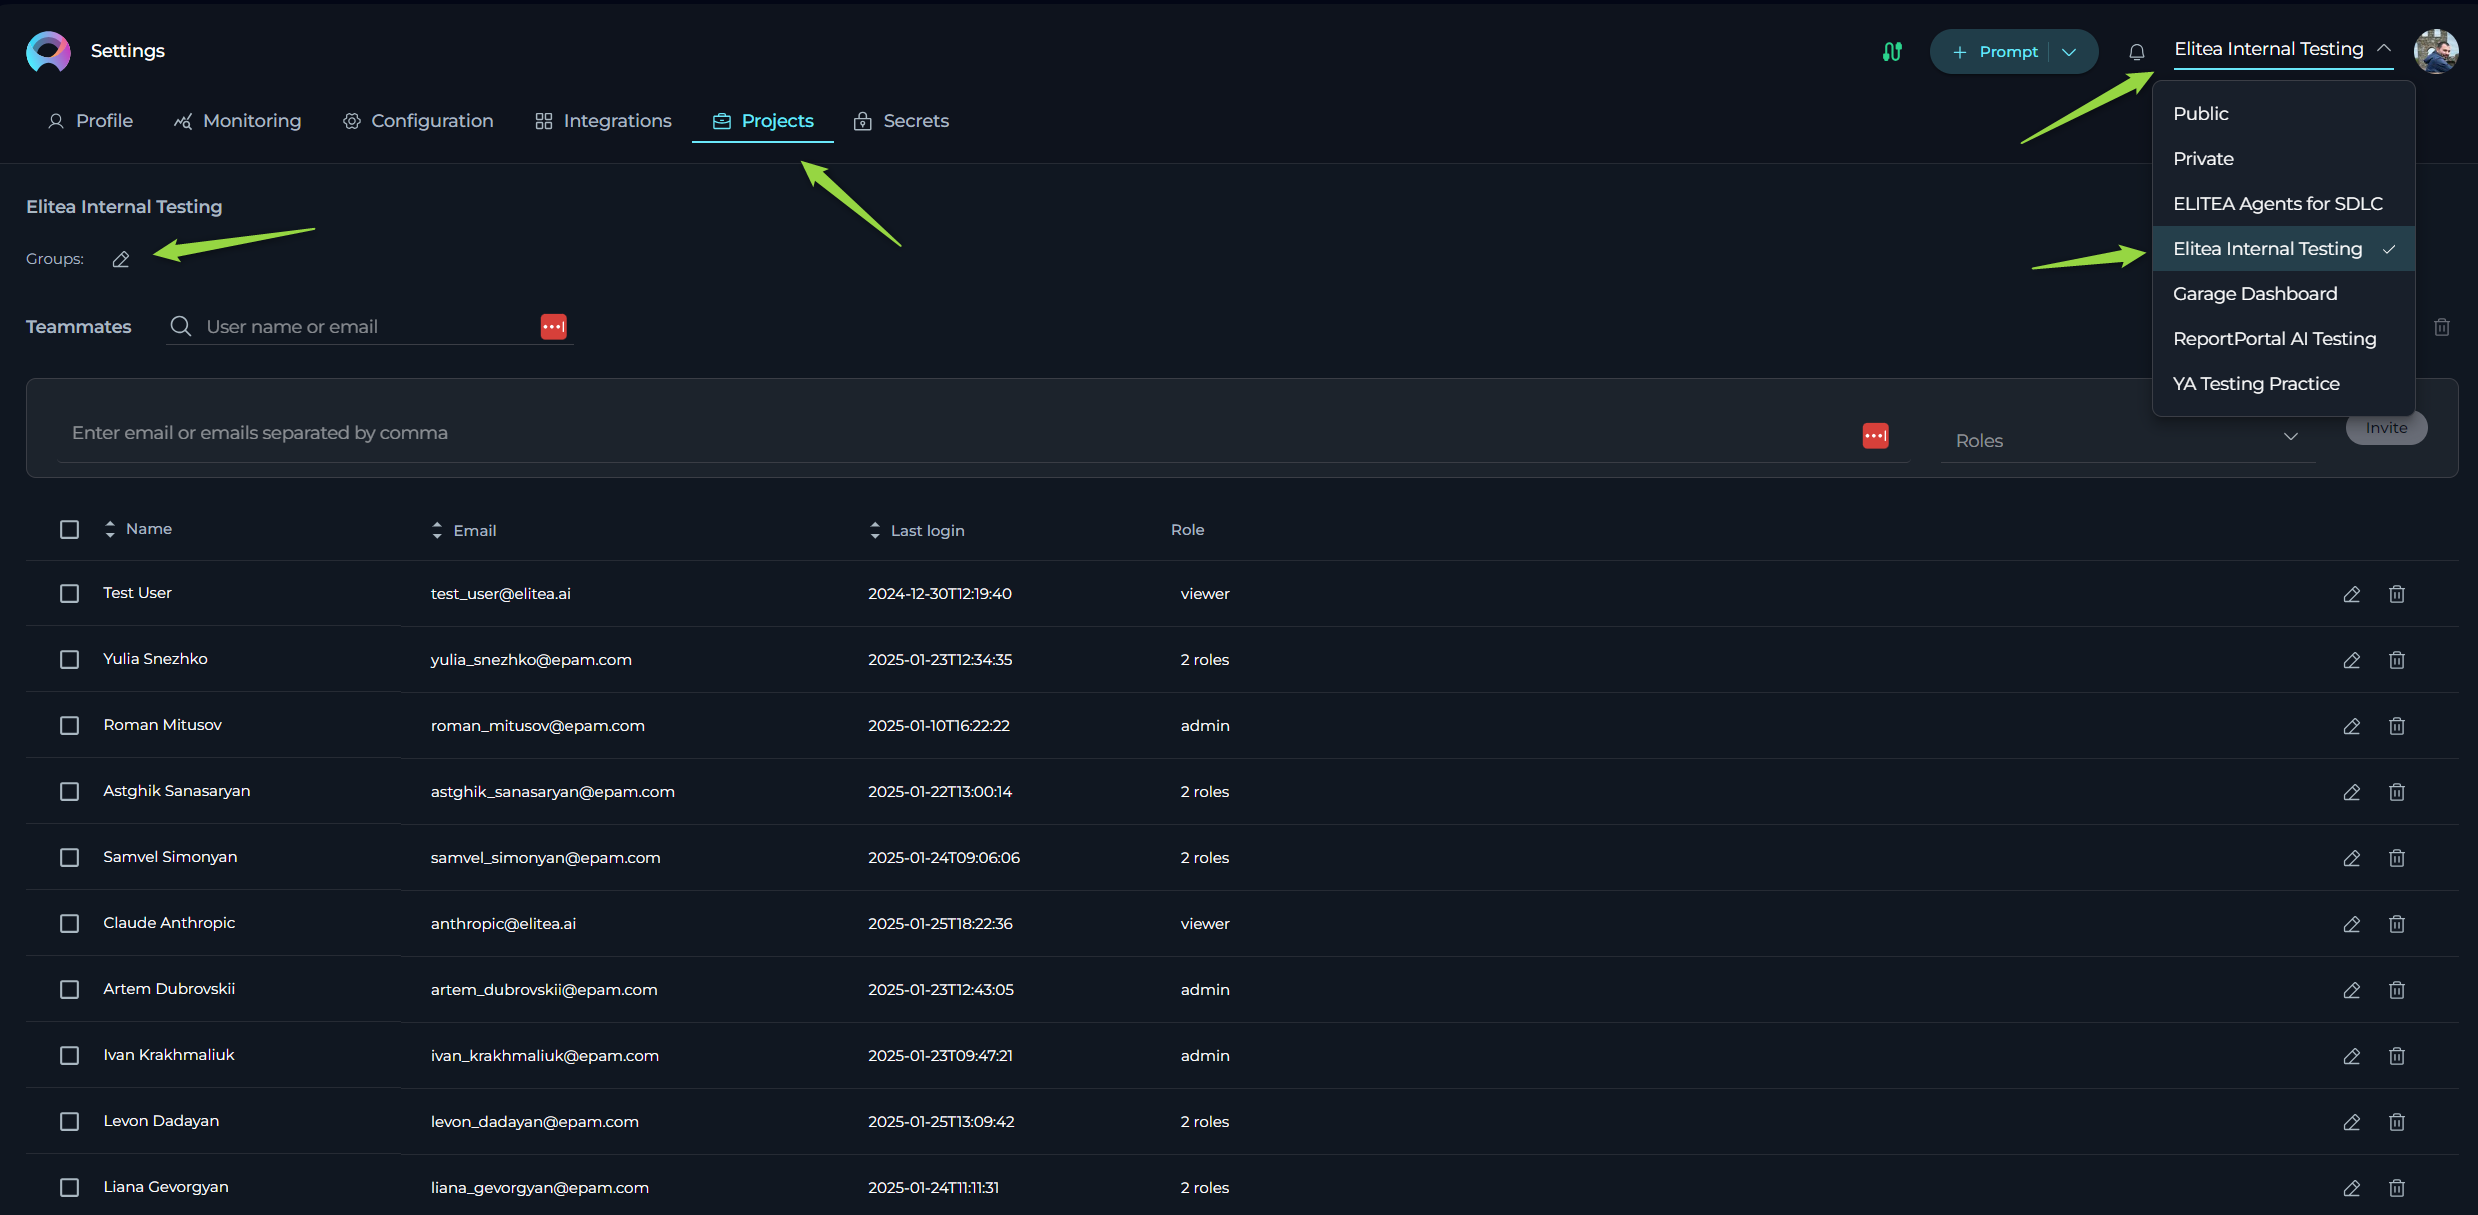 Settings
Prompt
Elitea Internal Testing
Profile
Monitoring
Configuration
Integrations
Projects
Secrets
Public
Private
ELITEA Agents for SDLC
Elitea Internal Testing
Garage Dashboard
ReportPortal AI Testing
YA Testing Practice
Elitea Internal Testing
Groups:
Teammates
User name or email
Enter email or emails separated by comma
Roles
Invite
Name Email Last login Role
Test User test_user@elitea.ai 2024-12-30T12:19:40 viewer
Yulia Snezhko yulia_snezhko@epam.com 2025-01-23T12:34:35 2 roles
Roman Mitusov roman_mitusov@epam.com 2025-01-10T16:22:22 admin
Astghik Sanasaryan astghik_sanasaryan@epam.com 2025-01-22T13:00:14 2 roles
Samvel Simonyan samvel_simonyan@epam.com 2025-01-24T09:06:06 2 roles
Claude Anthropic anthropic@elitea.ai 2025-01-25T18:22:36 viewer
Artem Dubrovskii artem_dubrovskii@epam.com 2025-01-23T12:43:05 admin
Ivan Krakhmaliuk ivan_krakhmaliuk@epam.com 2025-01-23T09:47:21 admin
Levon Dadayan levon_dadayan@epam.com 2025-01-25T13:09:42 2 roles
Liana Gevorgyan liana_gevorgyan@epam.com 2025-01-24T11:11:31 2 roles